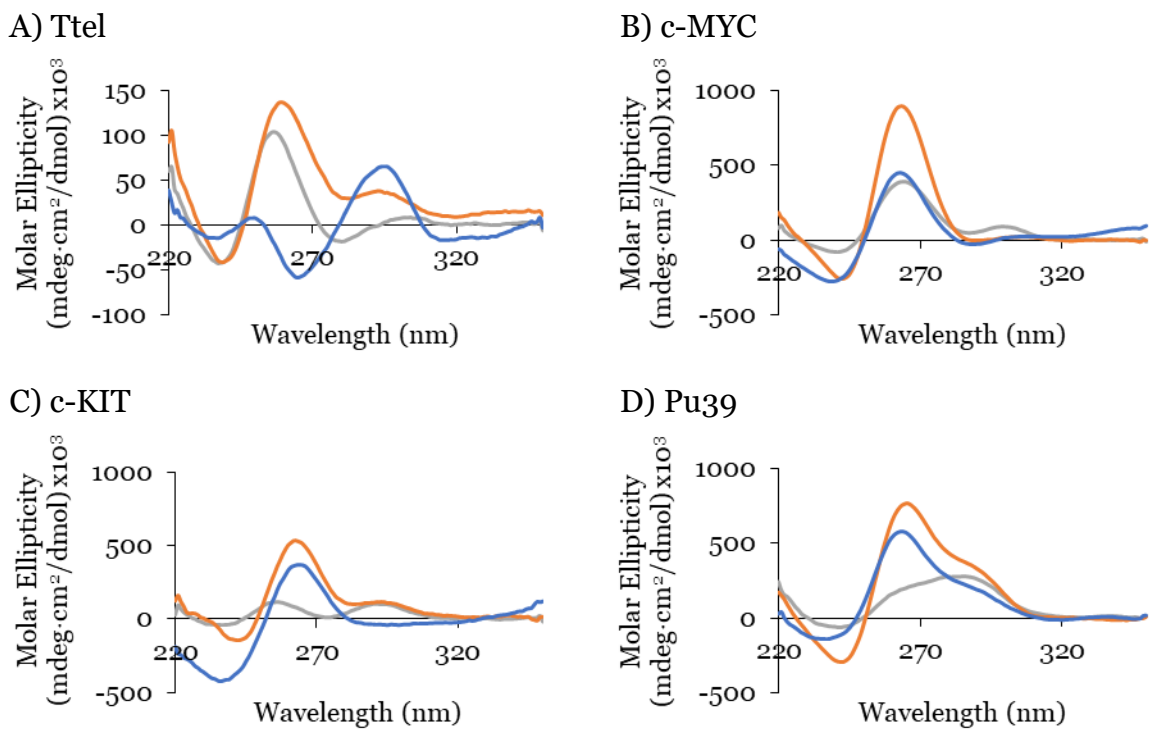 A) Ttel
Molar Ellipticity
(mdeg·cm²/dmol)x10³
150
100
50
0
-50
-100
220
270
320
Wavelength (nm)
B) c-MYC
Molar Ellipticity
(mdeg·cm²/dmol)x10³
1000
500
0
-500
220
270
320
Wavelength (nm)
C) c-KIT
Molar Ellipticity
(mdeg·cm²/dmol)x10³
1000
500
0
-500
220
270
320
Wavelength (nm)
D) Pu39
Molar Ellipticity
(mdeg·cm²/dmol)x10³
1000
500
0
-500
220
270
320
Wavelength (nm)